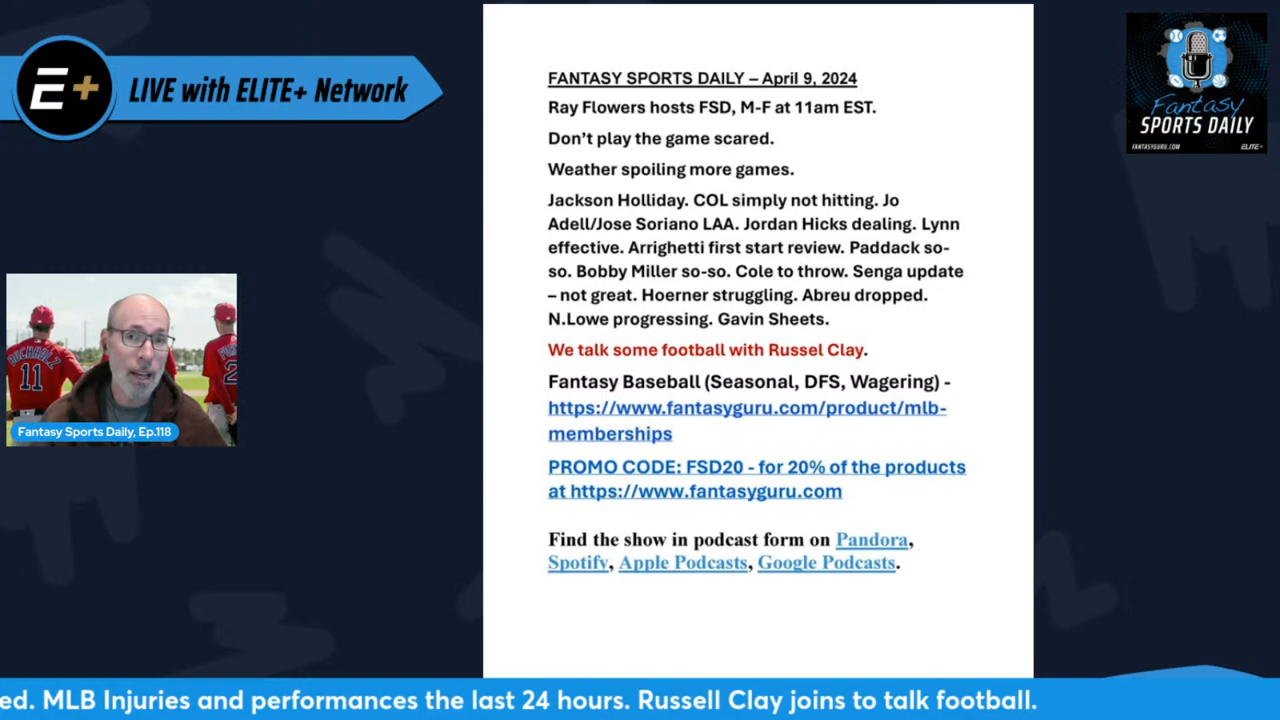 E+
LIVE with ELITE+ Network
FANTASY SPORTS DAILY – April 9, 2024
Ray Flowers hosts FSD, M-F at 11am EST.
Don’t play the game scared.
Weather spoiling more games.
Jackson Holliday. COL simply not hitting. Jo
Adell/Jose Soriano LAA. Jordan Hicks dealing. Lynn
effective. Arrighetti first start review. Paddack so-
so. Bobby Miller so-so. Cole to throw. Senga update
– not great. Hoerner struggling. Abreu dropped.
N.Lowe progressing. Gavin Sheets.
We talk some football with Russel Clay.
Fantasy Baseball (Seasonal, DFS, Wagering) -
https://www.fantasyguru.com/product/mlb-
memberships
PROMO CODE: FSD20 - for 20% of the products
at https://www.fantasyguru.com
Find the show in podcast form on Pandora,
Spotify, Apple Podcasts, Google Podcasts.
Fantasy
SPORTS DAILY
FANTASYGURU.COM
ELITE+
BUCHHOLZ
11
2
Fantasy Sports Daily, Ep.118
ed. MLB Injuries and performances the last 24 hours. Russell Clay joins to talk football.